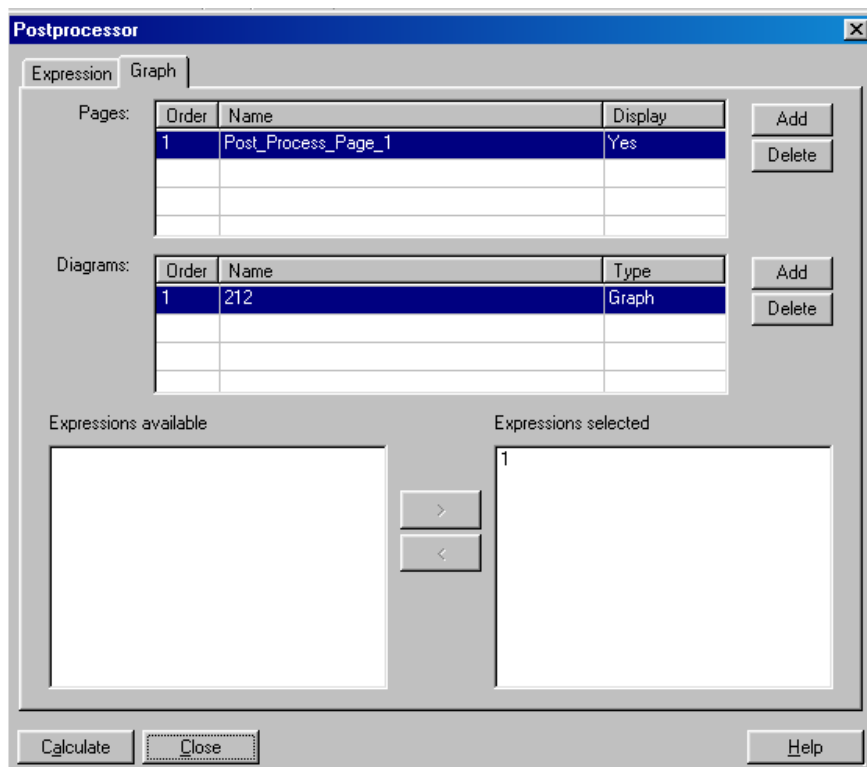 Postprocessor
Expression Graph
Pages: Order Name Display Add
1 Post_Process_Page_1 Yes
Delete
Diagrams: Order Name Type Add
1 212 Graph
Delete
Expressions available Expressions selected
1
>
<
Calculate Close Help